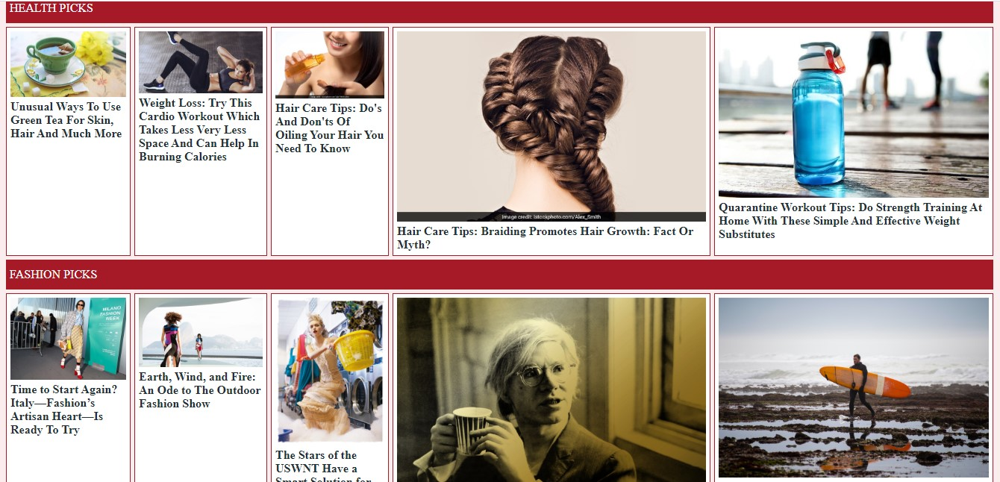 HEALTH PICKS
Unusual Ways To Use
Green Tea For Skin,
Hair And Much More
Weight Loss: Try This
Cardio Workout Which
Takes Less Very Less
Space And Can Help In
Burning Calories
Hair Care Tips: Do's
And Don'ts Of
Oiling Your Hair You
Need To Know
Image credit: istockphoto.com/Alex_Smith
Hair Care Tips: Braiding Promotes Hair Growth: Fact Or
Myth?
Quarantine Workout Tips: Do Strength Training At
Home With These Simple And Effective Weight
Substitutes
FASHION PICKS
MILANO
FASHION
WEEK
Time to Start Again?
Italy—Fashion’s
Artisan Heart—Is
Ready To Try
Earth, Wind, and Fire:
An Ode to The Outdoor
Fashion Show
The Stars of the
USWNT Have a
Smart Solution for